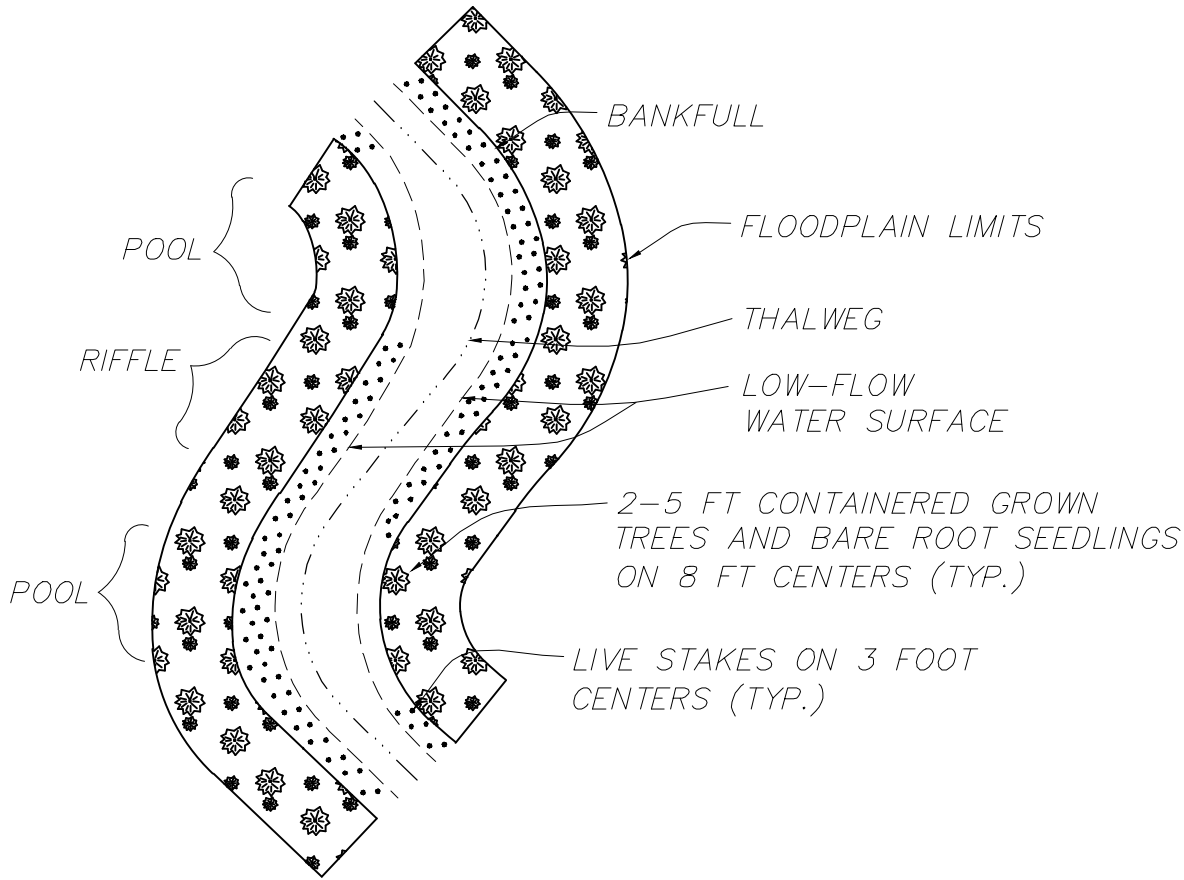 BANKFULL
FLOODPLAIN LIMITS
POOL
THALWEG
RIFFLE
LOW-FLOW
WATER SURFACE
2-5 FT CONTAINERED GROWN
TREES AND BARE ROOT SEEDLINGS
ON 8 FT CENTERS (TYP.)
POOL
LIVE STAKES ON 3 FOOT
CENTERS (TYP.)